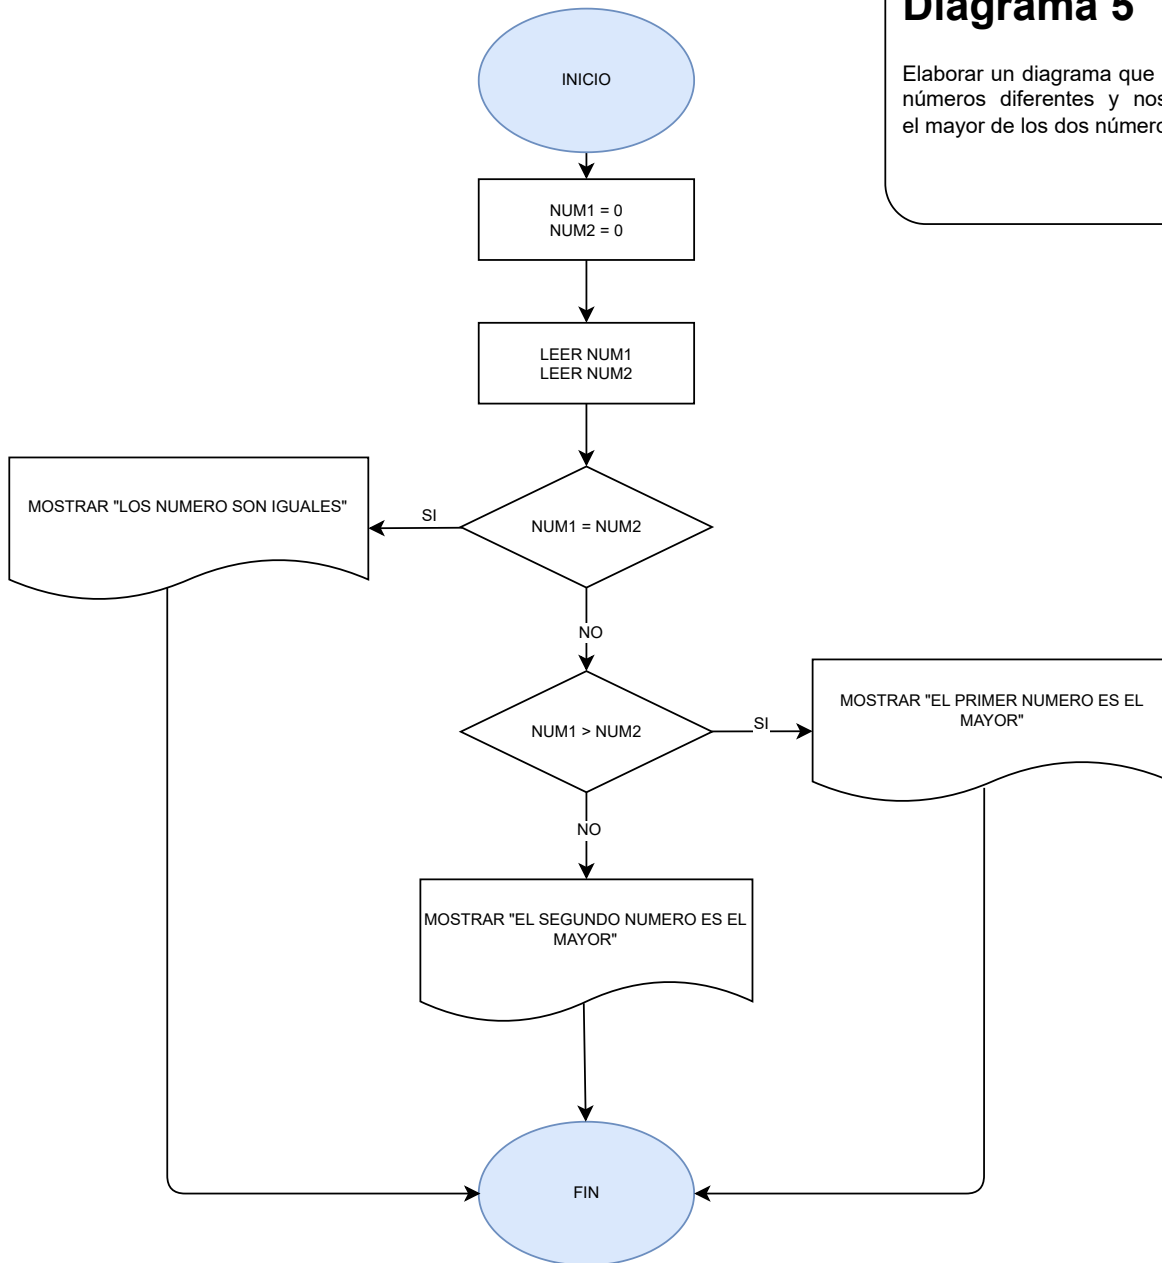 Diagrama 5
Elaborar un diagrama que
números diferentes y nos
el mayor de los dos número
INICIO
NUM1 = 0
NUM2 = 0
LEER NUM1
LEER NUM2
MOSTRAR "LOS NUMERO SON IGUALES"
SI
NUM1 = NUM2
NO
NUM1 > NUM2
SI
MOSTRAR "EL PRIMER NUMERO ES EL
MAYOR"
NO
MOSTRAR "EL SEGUNDO NUMERO ES EL
MAYOR"
FIN